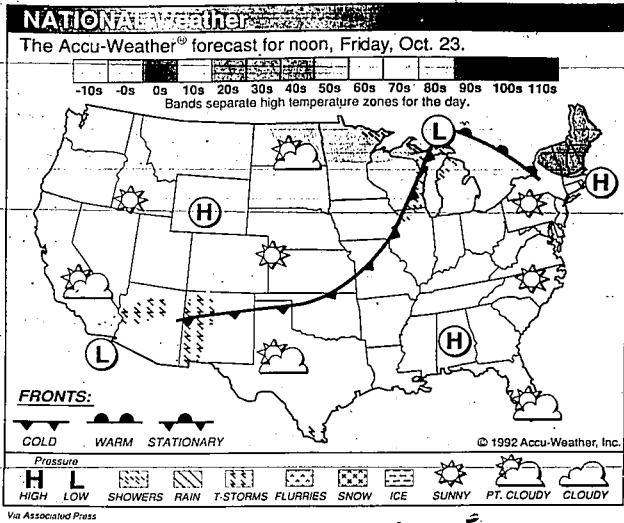 NATIONAL Weather
The Accu-Weather® forecast for noon, Friday, Oct. 23.
-10s -0s 0s 10s 20s 30s 40s 50s 60s 70s 80s 90s 100s 110s
Bands separate high temperature zones for the day.
L
H
H
L
H
FRONTS:
COLD WARM STATIONARY
© 1992 Accu-Weather, Inc.
Pressure
H L
HIGH LOW SHOWERS RAIN T-STORMS FLURRIES SNOW ICE SUNNY PT. CLOUDY CLOUDY
Via Associated Press